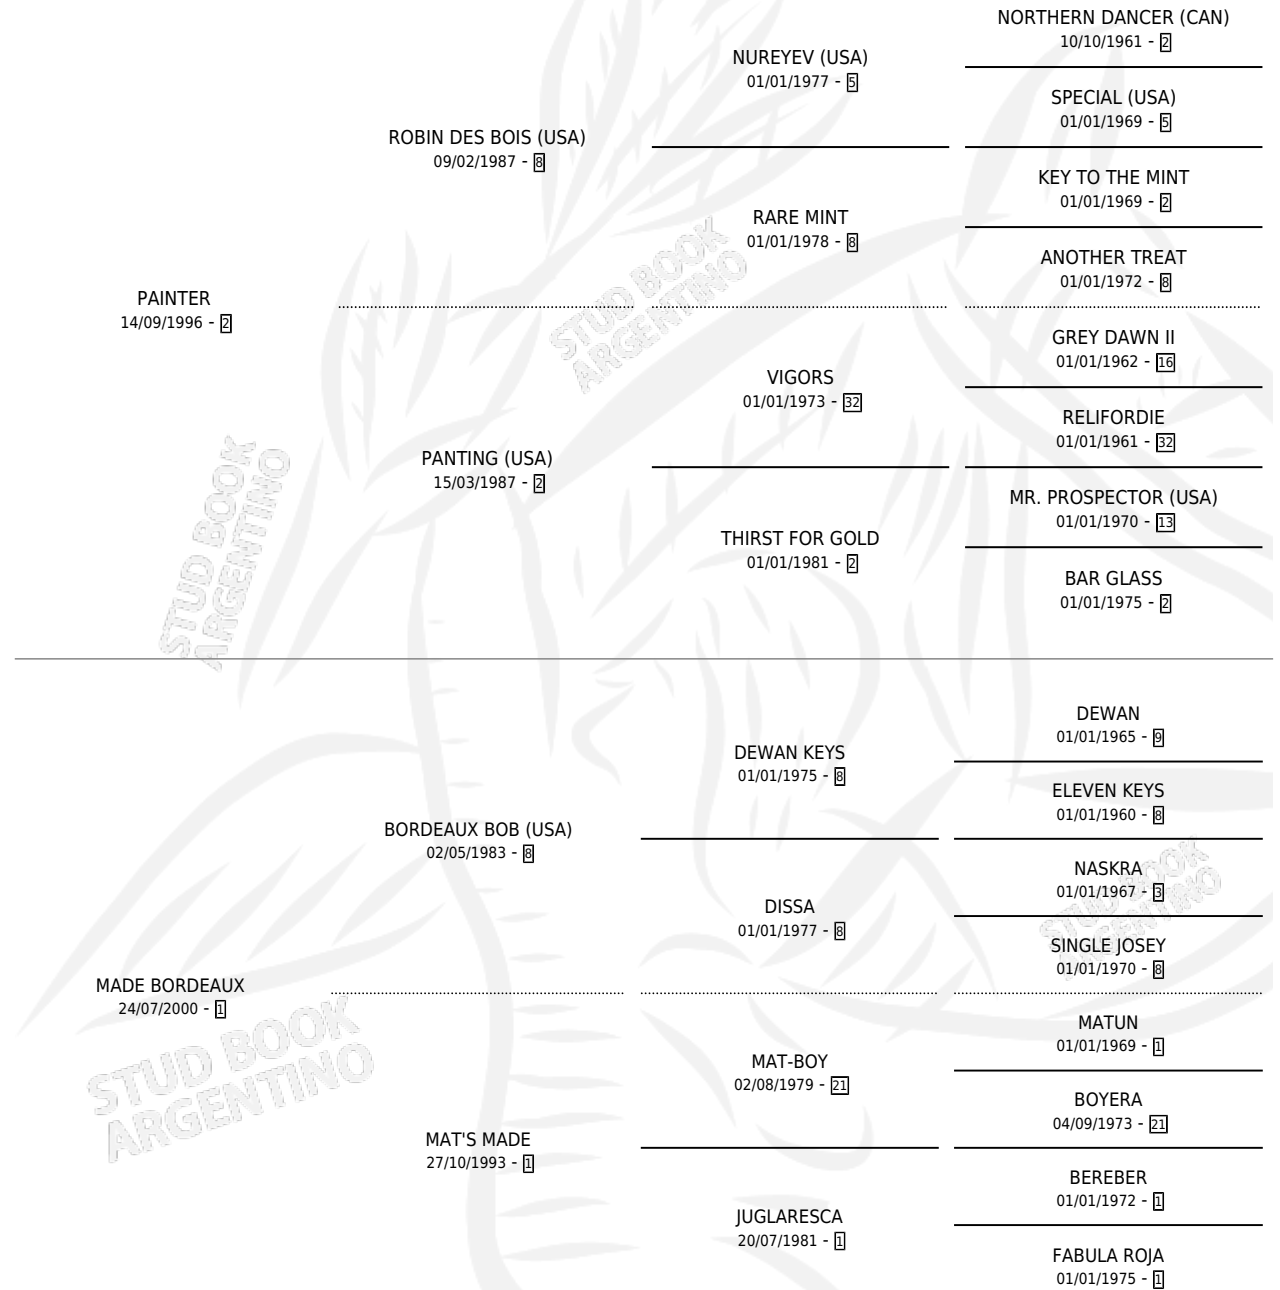 NORTHERN DANCER (CAN)
10/10/1961 - 2
NUREYEV (USA)
01/01/1977 - 5
SPECIAL (USA)
01/01/1969 - 5
ROBIN DES BOIS (USA)
09/02/1987 - 8
KEY TO THE MINT
01/01/1969 - 2
RARE MINT
01/01/1978 - 8
ANOTHER TREAT
01/01/1972 - 8
PAINTER
14/09/1996 - 2
GREY DAWN II
01/01/1962 - 16
VIGORS
01/01/1973 - 32
RELIFORDIE
01/01/1961 - 32
PANTING (USA)
15/03/1987 - 2
MR. PROSPECTOR (USA)
01/01/1970 - 13
THIRST FOR GOLD
01/01/1981 - 2
BAR GLASS
01/01/1975 - 2
DEWAN
01/01/1965 - 9
DEWAN KEYS
01/01/1975 - 8
ELEVEN KEYS
01/01/1960 - 8
BORDEAUX BOB (USA)
02/05/1983 - 8
NASKRA
01/01/1967 - 3
DISSA
01/01/1977 - 8
SINGLE JOSEY
01/01/1970 - 8
MADE BORDEAUX
24/07/2000 - 1
MATUN
01/01/1969 - 1
MAT-BOY
02/08/1979 - 21
BOYERA
04/09/1973 - 21
MAT'S MADE
27/10/1993 - 1
BEREBER
01/01/1972 - 1
JUGLARESCA
20/07/1981 - 1
FABULA ROJA
01/01/1975 - 1
STUD BOOK
ARGENTINO
STUD BOOK
ARGENTINO
STUD BOOK
ARGENTINO
STUD BOOK
ARGENTINO